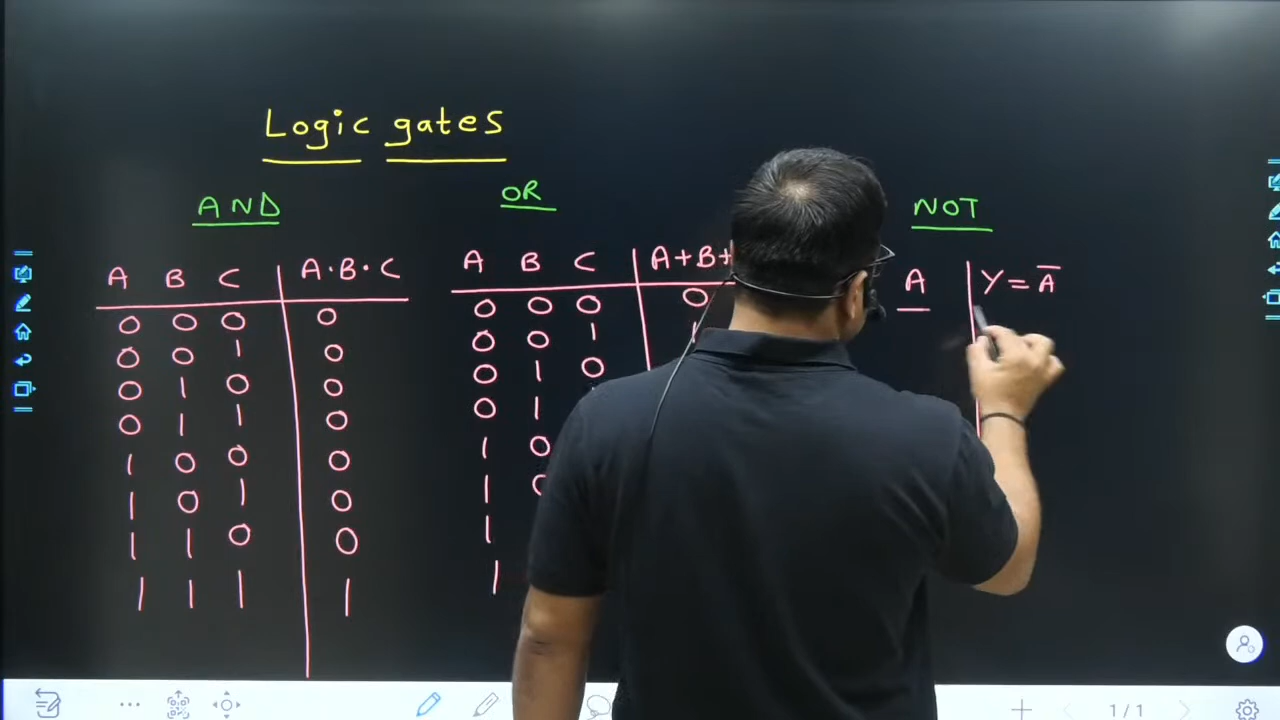 Logic gates
AND
A B C A·B·C
0 0 0 0
0 0 1 0
0 1 0 0
0 1 1 0
1 0 0 0
1 0 1 0
1 1 0 0
1 1 1 1
OR
A B C A+B+
0 0 0 0
0 0 1
0 1 0
0 1
1 0
1
1
1
NOT
A Y = A̅
1/1